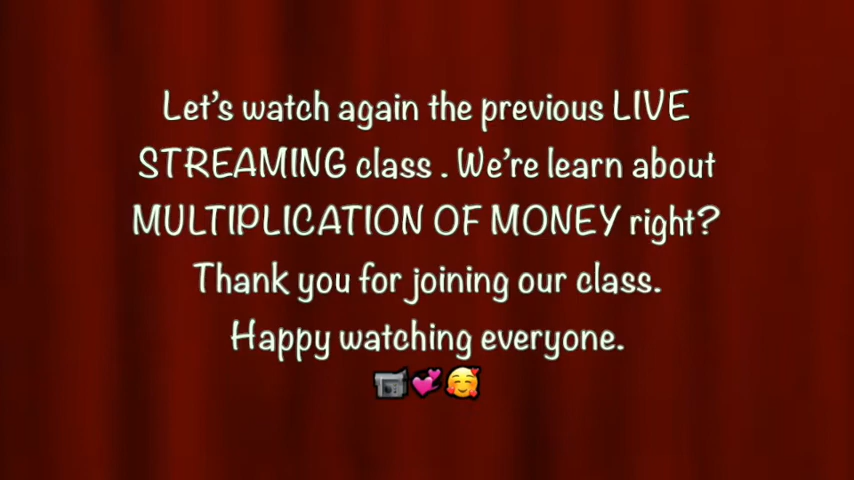 Let's watch again the previous LIVE
STREAMING class . We're learn about
MULTIPLICATION OF MONEY right?
Thank you for joining our class.
Happy watching everyone.
📹💞🥰